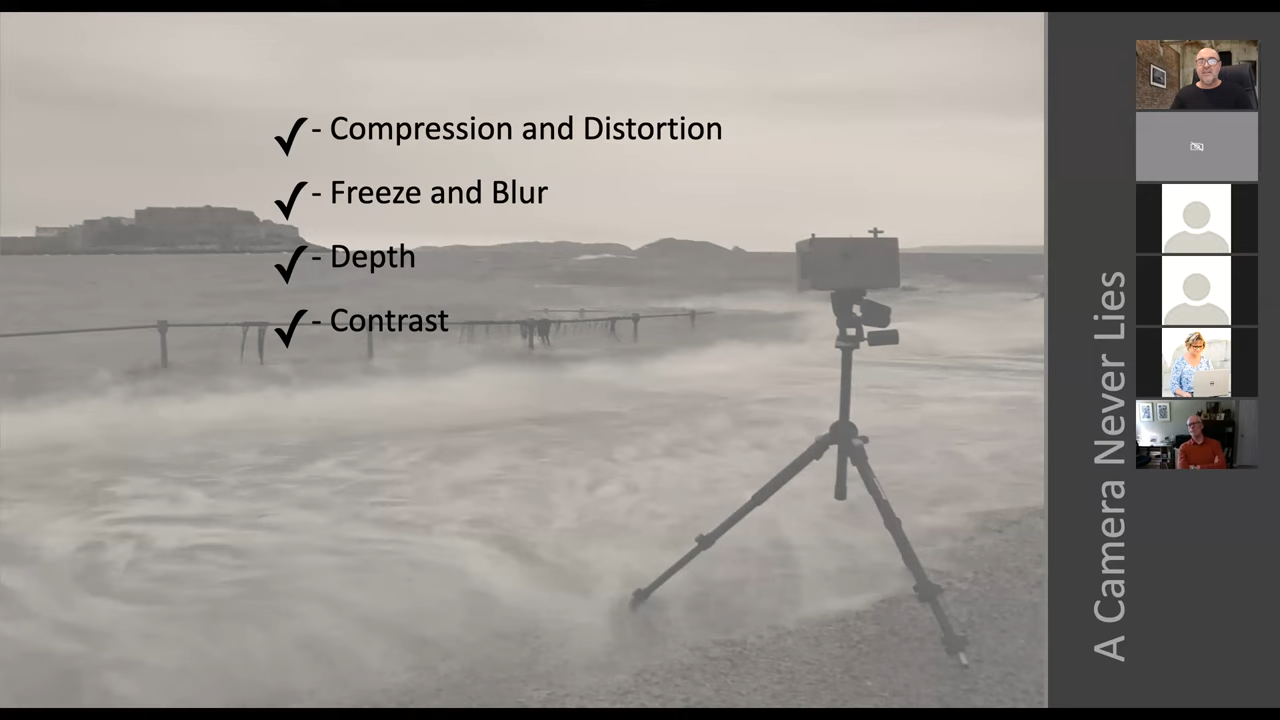 ✓ - Compression and Distortion
✓ - Freeze and Blur
✓ - Depth
✓ - Contrast
A Camera Never Lies